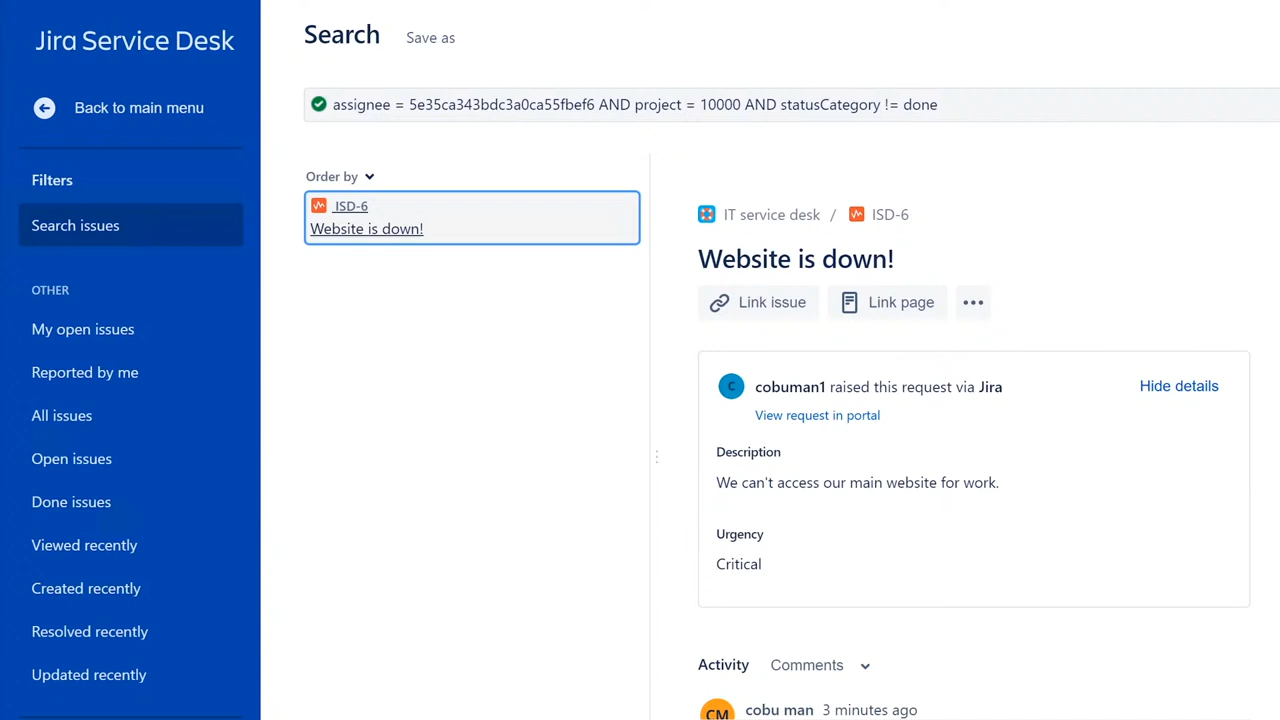 Jira Service Desk
Back to main menu
Filters
Search issues
OTHER
My open issues
Reported by me
All issues
Open issues
Done issues
Viewed recently
Created recently
Resolved recently
Updated recently
Search Save as
assignee = 5e35ca343bdc3a0ca55fbef6 AND project = 10000 AND statusCategory != done
Order by
ISD-6
Website is down!
IT service desk / ISD-6
Website is down!
Link issue Link page •••
C
cobuman1 raised this request via Jira Hide details
View request in portal
Description
We can't access our main website for work.
Urgency
Critical
Activity Comments
CM
cobu man 3 minutes ago